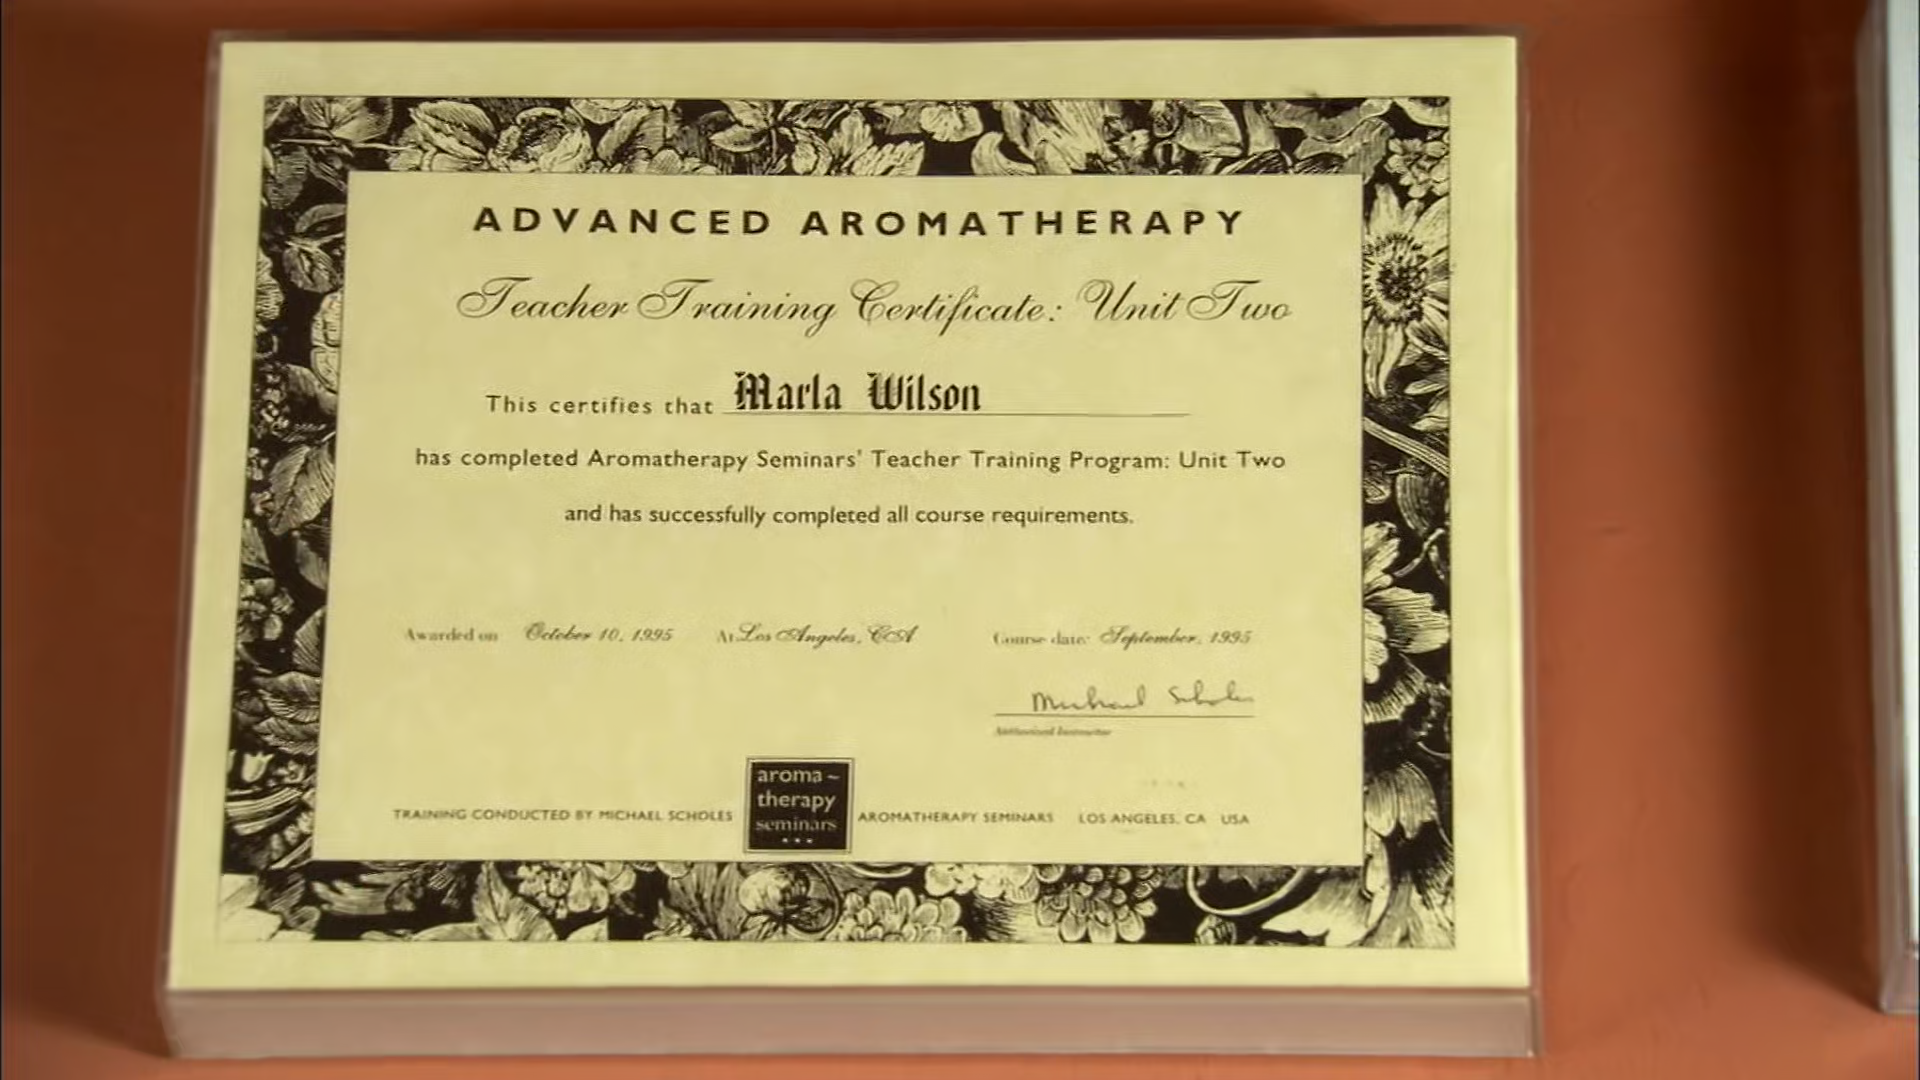 ADVANCED AROMATHERAPY
Teacher Training Certificate: Unit Two
This certifies that Marla Wilson
has completed Aromatherapy Seminars' Teacher Training Program: Unit Two
and has successfully completed all course requirements.
Awarded on October 10, 1995 At Los Angeles, CA Course date: September, 1995
Michael Scholes
Authorized Instructor
aroma~
therapy
seminars
TRAINING CONDUCTED BY MICHAEL SCHOLES AROMATHERAPY SEMINARS LOS ANGELES, CA USA